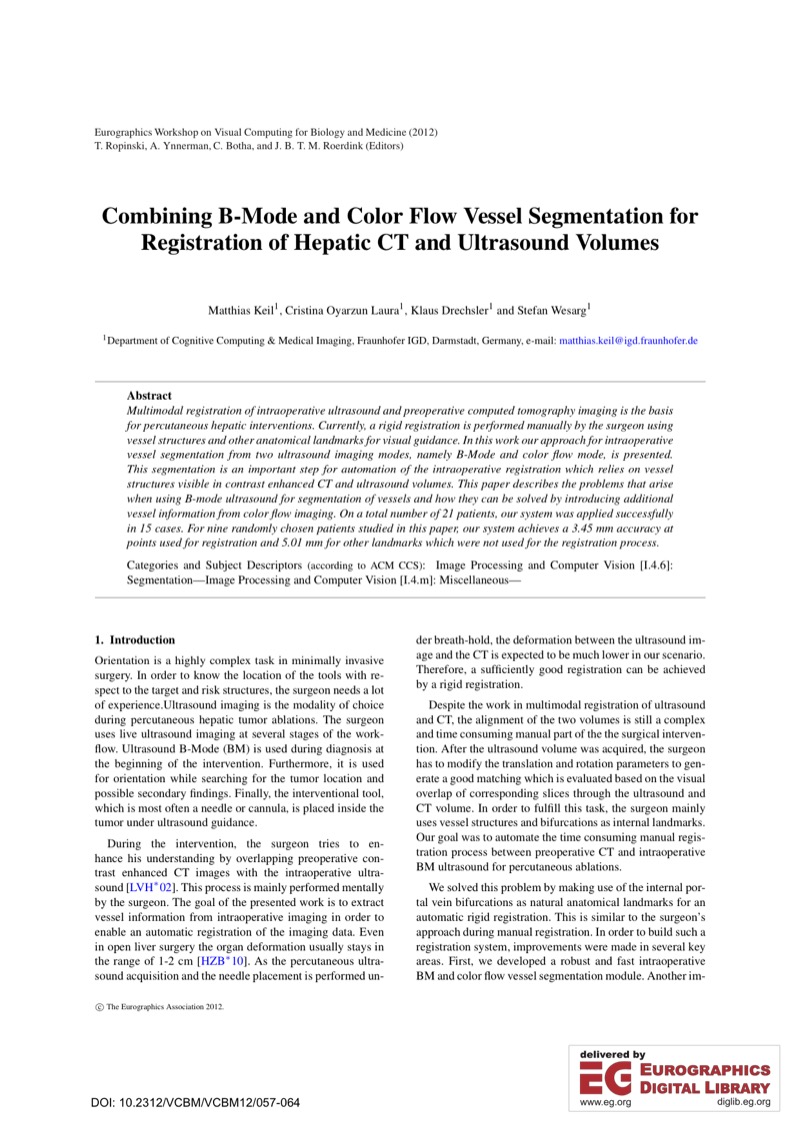 Eurographics Workshop on Visual Computing for Biology and Medicine (2012)
T. Ropinski, A. Ynnerman, C. Botha, and J. B. T. M. Roerdink (Editors)
Combining B-Mode and Color Flow Vessel Segmentation for
Registration of Hepatic CT and Ultrasound Volumes
Matthias Keil1, Cristina Oyarzun Laura1, Klaus Drechsler1 and Stefan Wesarg1
1Department of Cognitive Computing & Medical Imaging, Fraunhofer IGD, Darmstadt, Germany, e-mail: matthias.keil@igd.fraunhofer.de
Abstract
Multimodal registration of intraoperative ultrasound and preoperative computed tomography imaging is the basis
for percutaneous hepatic interventions. Currently, a rigid registration is performed manually by the surgeon using
vessel structures and other anatomical landmarks for visual guidance. In this work our approach for intraoperative
vessel segmentation from two ultrasound imaging modes, namely B-Mode and color flow mode, is presented.
This segmentation is an important step for automation of the intraoperative registration which relies on vessel
structures visible in contrast enhanced CT and ultrasound volumes. This paper describes the problems that arise
when using B-mode ultrasound for segmentation of vessels and how they can be solved by introducing additional
vessel information from color flow imaging. On a total number of 21 patients, our system was applied successfully
in 15 cases. For nine randomly chosen patients studied in this paper, our system achieves a 3.45 mm accuracy at
points used for registration and 5.01 mm for other landmarks which were not used for the registration process.
Categories and Subject Descriptors (according to ACM CCS): Image Processing and Computer Vision [I.4.6]:
Segmentation—Image Processing and Computer Vision [I.4.m]: Miscellaneous—
1. Introduction
Orientation is a highly complex task in minimally invasive
surgery. In order to know the location of the tools with re-
spect to the target and risk structures, the surgeon needs a lot
of experience.Ultrasound imaging is the modality of choice
during percutaneous hepatic tumor ablations. The surgeon
uses live ultrasound imaging at several stages of the work-
flow. Ultrasound B-Mode (BM) is used during diagnosis at
the beginning of the intervention. Furthermore, it is used
for orientation while searching for the tumor location and
possible secondary findings. Finally, the interventional tool,
which is most often a needle or cannula, is placed inside the
tumor under ultrasound guidance.
During the intervention, the surgeon tries to en-
hance his understanding by overlapping preoperative con-
trast enhanced CT images with the intraoperative ultra-
sound [LVH*02]. This process is mainly performed mentally
by the surgeon. The goal of the presented work is to extract
vessel information from intraoperative imaging in order to
enable an automatic registration of the imaging data. Even
in open liver surgery the organ deformation usually stays in
the range of 1-2 cm [HZB*10]. As the percutaneous ultra-
sound acquisition and the needle placement is performed un-
der breath-hold, the deformation between the ultrasound im-
age and the CT is expected to be much lower in our scenario.
Therefore, a sufficiently good registration can be achieved
by a rigid registration.
Despite the work in multimodal registration of ultrasound
and CT, the alignment of the two volumes is still a complex
and time consuming manual part of the the surgical interven-
tion. After the ultrasound volume was acquired, the surgeon
has to modify the translation and rotation parameters to gen-
erate a good matching which is evaluated based on the visual
overlap of corresponding slices through the ultrasound and
CT volume. In order to fulfill this task, the surgeon mainly
uses vessel structures and bifurcations as internal landmarks.
Our goal was to automate the time consuming manual regis-
tration process between preoperative CT and intraoperative
BM ultrasound for percutaneous ablations.
We solved this problem by making use of the internal por-
tal vein bifurcations as natural anatomical landmarks for an
automatic rigid registration. This is similar to the surgeon's
approach during manual registration. In order to build such a
registration system, improvements were made in several key
areas. First, we developed a robust and fast intraoperative
BM and color flow vessel segmentation module. Another im-
© The Eurographics Association 2012.
DOI: 10.2312/VCBM/VCBM12/057-064
delivered by
EG EUROGRAPHICS
DIGITAL LIBRARY
www.eg.org diglib.eg.org